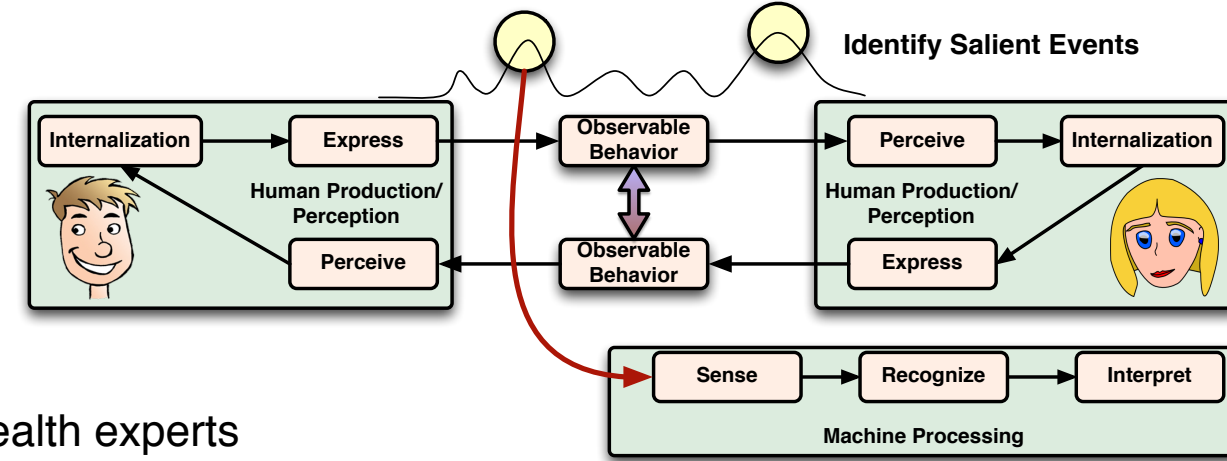 Identify Salient Events
Internalization
Express
Observable
Behavior
Perceive
Internalization
Human Production/
Perception
Human Production/
Perception
Perceive
Observable
Behavior
Express
Sense
Recognize
Interpret
Machine Processing
ealth experts